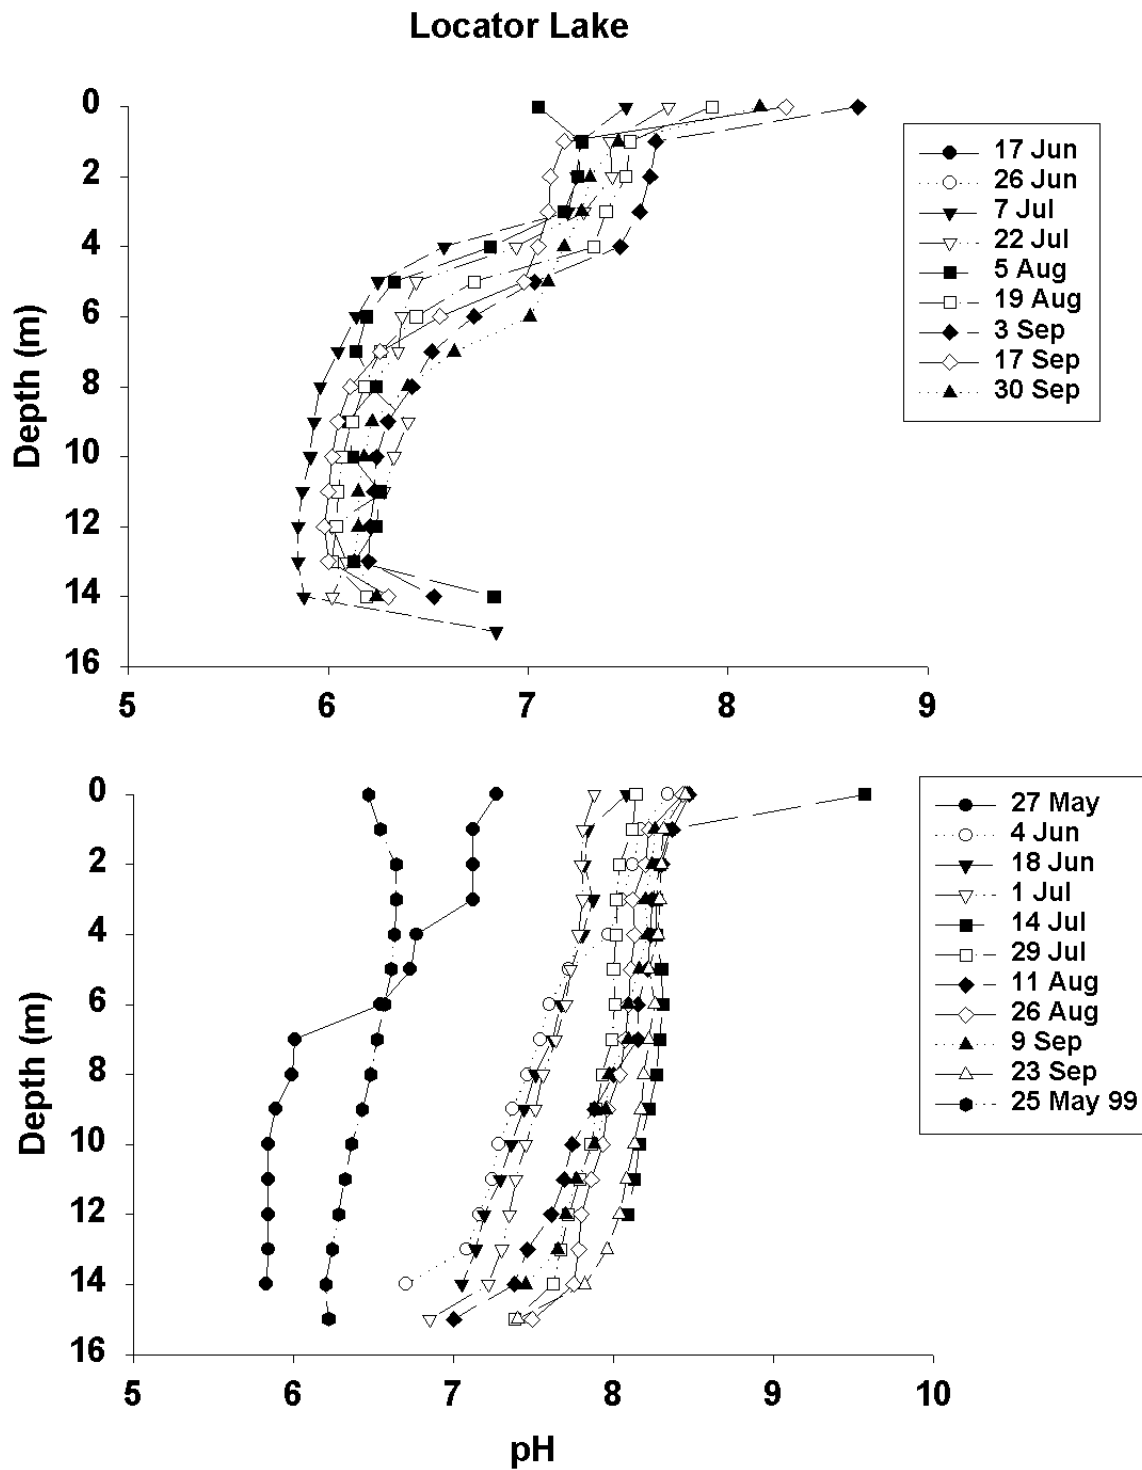 Locator Lake
0
2
4
6
8
10
12
14
16
Depth (m)
5 6 7 8 9
17 Jun
26 Jun
7 Jul
22 Jul
5 Aug
19 Aug
3 Sep
17 Sep
30 Sep
0
2
4
6
8
10
12
14
16
Depth (m)
5 6 7 8 9 10
pH
27 May
4 Jun
18 Jun
1 Jul
14 Jul
29 Jul
11 Aug
26 Aug
9 Sep
23 Sep
25 May 99